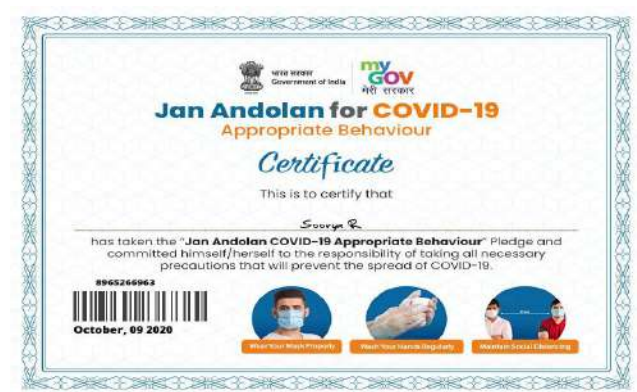 भारत सरकार
Government of India
my
GOV
मेरी सरकार
Jan Andolan for COVID-19
Appropriate Behaviour
Certificate
This is to certify that
Soorya R
has taken the "Jan Andolan COVID-19 Appropriate Behaviour" Pledge and
committed himself/herself to the responsibility of taking all necessary
precautions that will prevent the spread of COVID-19.
8965266963
October, 09 2020
Wear Your Mask Properly
Wash Your Hands Regularly
Maintain Social Distancing